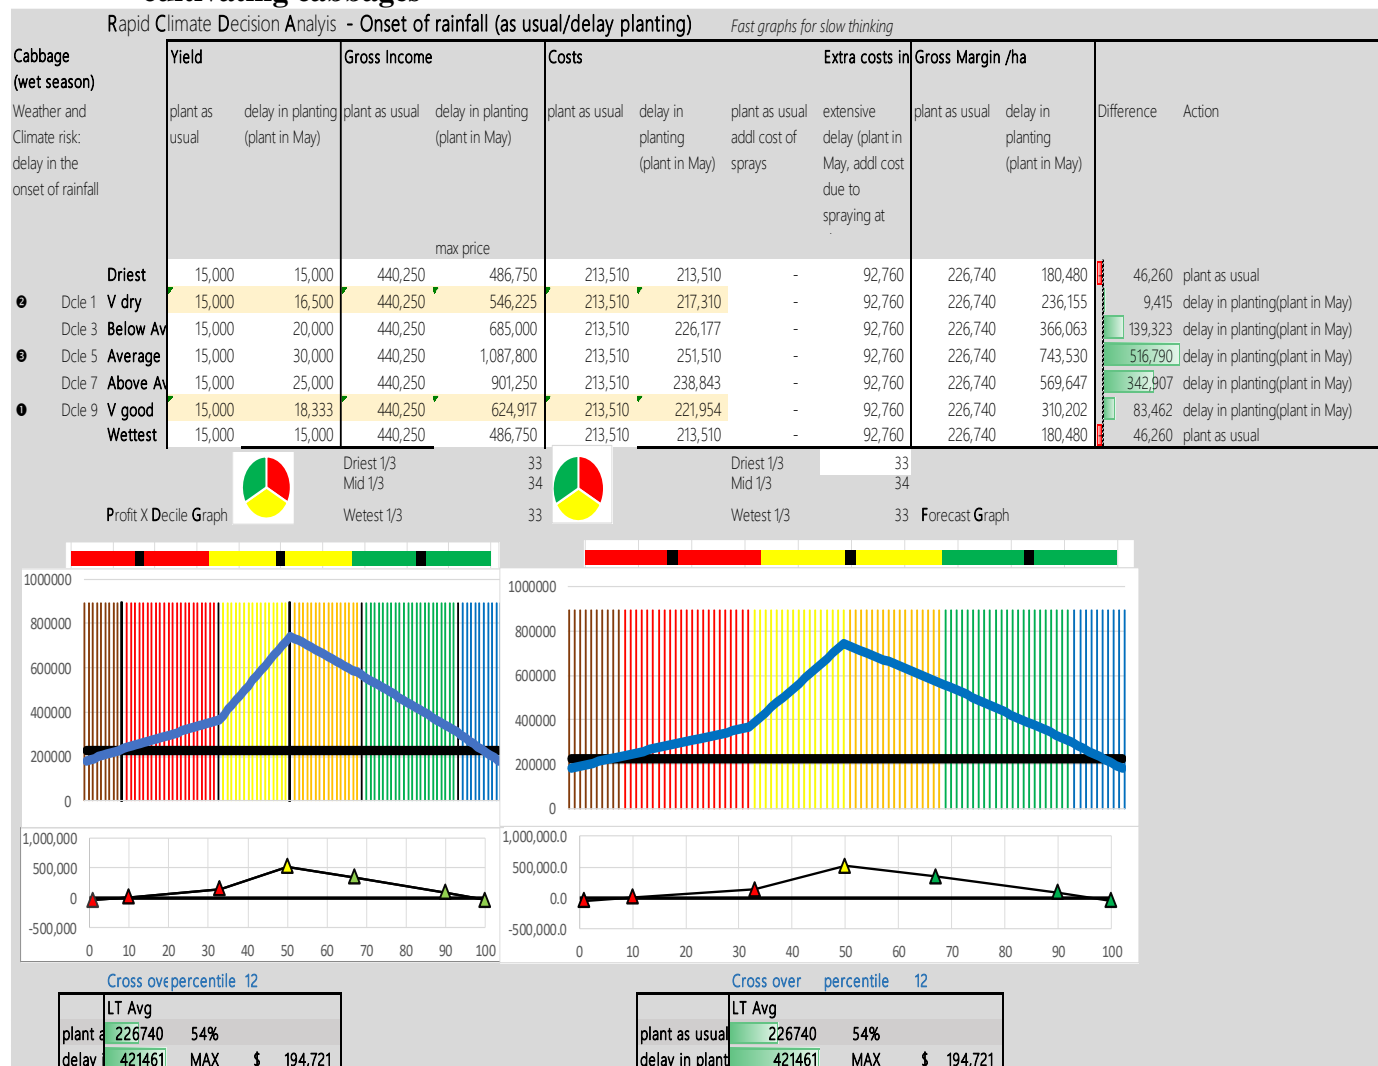 cultivating cabbages
Rapid Climate Decision Analyis - Onset of rainfall (as usual/delay planting) Fast graphs for slow thinking
Cabbage Yield Gross Income Costs Extra costs in Gross Margin /ha
(wet season)
Weather and plant as delay in planting plant as usual delay in planting plant as usual delay in plant as usual extensive plant as usual delay in Difference Action
Climate risk: usual (plant in May) (plant in May) planting addl cost of delay (plant in planting
delay in the (plant in May) sprays May, addl cost (plant in May)
onset of rainfall due to
spraying at
max price
Driest 15,000 15,000 440,250 486,750 213,510 213,510 - 92,760 226,740 180,480 46,260 plant as usual
❷ Dcle 1 V dry 15,000 16,500 440,250 546,225 213,510 217,310 - 92,760 226,740 236,155 9,415 delay in planting(plant in May)
Dcle 3 Below Av 15,000 20,000 440,250 685,000 213,510 226,177 - 92,760 226,740 366,063 139,323 delay in planting(plant in May)
❸ Dcle 5 Average 15,000 30,000 440,250 1,087,800 213,510 251,510 - 92,760 226,740 743,530 516,790 delay in planting(plant in May)
Dcle 7 Above Av 15,000 25,000 440,250 901,250 213,510 238,843 - 92,760 226,740 569,647 342,907 delay in planting(plant in May)
❶ Dcle 9 V good 15,000 18,333 440,250 624,917 213,510 221,954 - 92,760 226,740 310,202 83,462 delay in planting(plant in May)
Wettest 15,000 15,000 440,250 486,750 213,510 213,510 - 92,760 226,740 180,480 46,260 plant as usual
Driest 1/3 33 Driest 1/3 33
Mid 1/3 34 Mid 1/3 34
Profit X Decile Graph Wetest 1/3 33 Wetest 1/3 33 Forecast Graph
1000000 1000000
800000 800000
600000 600000
400000 400000
200000 200000
0 0
1,000,000 1,000,000.0
500,000 500,000.0
0 0.0
-500,000 -500,000.0
0 10 20 30 40 50 60 70 80 90 100 0 10 20 30 40 50 60 70 80 90 100
Cross ove percentile 12 Cross over percentile 12
LT Avg LT Avg
plant a 226740 54% plant as usual 226740 54%
delay i 421461 MAX $ 194,721 delay in plant 421461 MAX $ 194,721